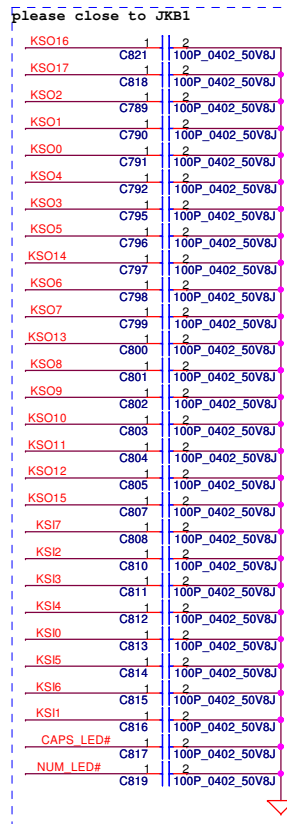 please close to JKB1
KSO16 1 2
C821 100P_0402_50V8J
KSO17 1 2
C818 100P_0402_50V8J
KSO2 1 2
C789 100P_0402_50V8J
KSO1 1 2
C790 100P_0402_50V8J
KSO0 1 2
C791 100P_0402_50V8J
KSO4 1 2
C792 100P_0402_50V8J
KSO3 1 2
C795 100P_0402_50V8J
KSO5 1 2
C796 100P_0402_50V8J
KSO14 1 2
C797 100P_0402_50V8J
KSO6 1 2
C798 100P_0402_50V8J
KSO7 1 2
C799 100P_0402_50V8J
KSO13 1 2
C800 100P_0402_50V8J
KSO8 1 2
C801 100P_0402_50V8J
KSO9 1 2
C802 100P_0402_50V8J
KSO10 1 2
C803 100P_0402_50V8J
KSO11 1 2
C804 100P_0402_50V8J
KSO12 1 2
C805 100P_0402_50V8J
KSO15 1 2
C807 100P_0402_50V8J
KSI7 1 2
C808 100P_0402_50V8J
KSI2 1 2
C810 100P_0402_50V8J
KSI3 1 2
C811 100P_0402_50V8J
KSI4 1 2
C812 100P_0402_50V8J
KSI0 1 2
C813 100P_0402_50V8J
KSI5 1 2
C814 100P_0402_50V8J
KSI6 1 2
C815 100P_0402_50V8J
KSI1 1 2
C816 100P_0402_50V8J
CAPS_LED# 1 2
C817 100P_0402_50V8J
NUM_LED# 1 2
C819 100P_0402_50V8J